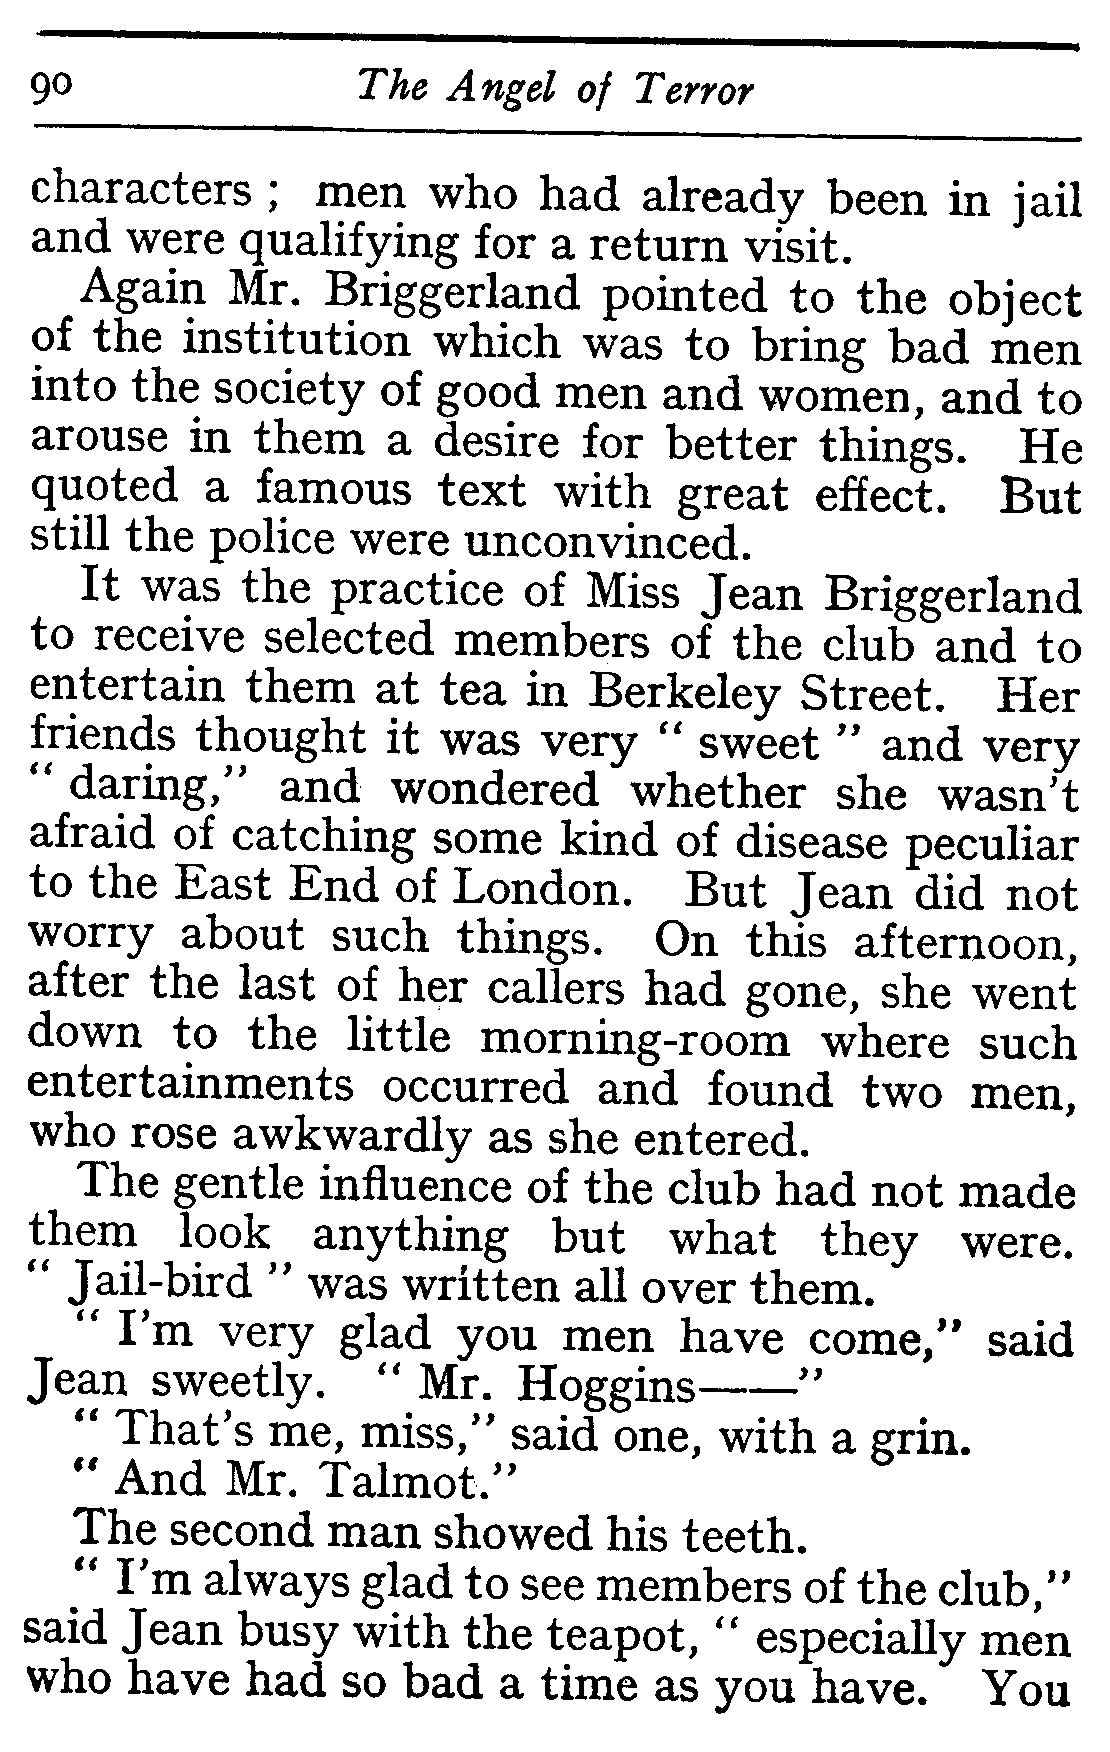 90 The Angel of Terror
characters ; men who had already been in jail
and were qualifying for a return visit.
Again Mr. Briggerland pointed to the object
of the institution which was to bring bad men
into the society of good men and women, and to
arouse in them a desire for better things. He
quoted a famous text with great effect. But
still the police were unconvinced.
It was the practice of Miss Jean Briggerland
to receive selected members of the club and to
entertain them at tea in Berkeley Street. Her
friends thought it was very “ sweet ” and very
“ daring,” and wondered whether she wasn’t
afraid of catching some kind of disease peculiar
to the East End of London. But Jean did not
worry about such things. On this afternoon,
after the last of her callers had gone, she went
down to the little morning-room where such
entertainments occurred and found two men,
who rose awkwardly as she entered.
The gentle influence of the club had not made
them look anything but what they were.
“ Jail-bird ” was written all over them.
“ I’m very glad you men have come,” said
Jean sweetly. “ Mr. Hoggins——”
“ That’s me, miss,” said one, with a grin.
“ And Mr. Talmot.”
The second man showed his teeth.
“ I’m always glad to see members of the club,”
said Jean busy with the teapot, “ especially men
who have had so bad a time as you have. You